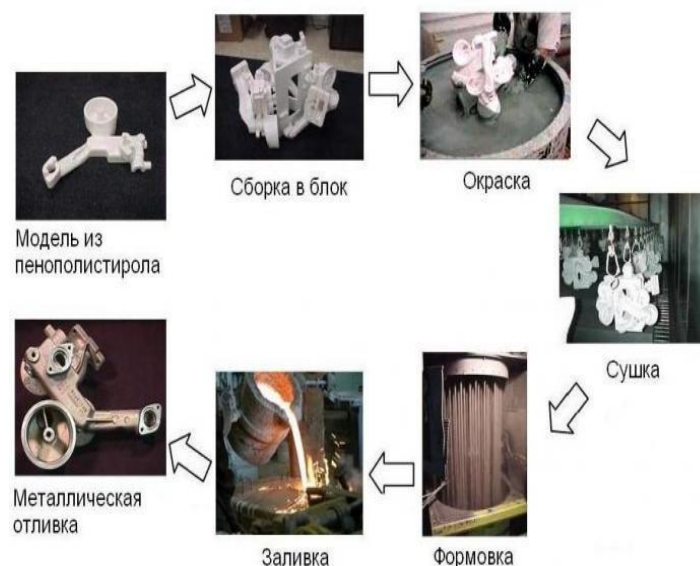 Модель из
пенополистирола
Сборка в блок
Окраска
Сушка
Формовка
Заливка
Металлическая
отливка